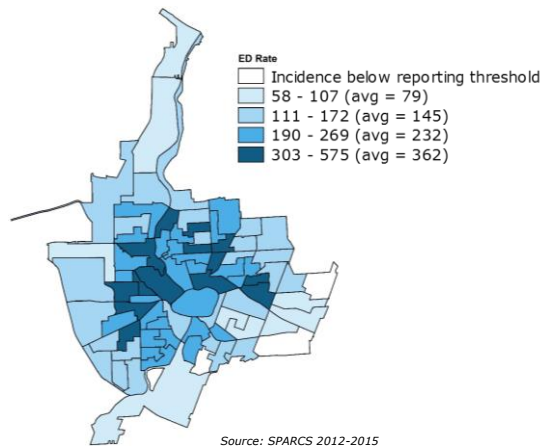 ED Rate
Incidence below reporting threshold
58 - 107 (avg = 79)
111 - 172 (avg = 145)
190 - 269 (avg = 232)
303 - 575 (avg = 362)
Source: SPARCS 2012-2015